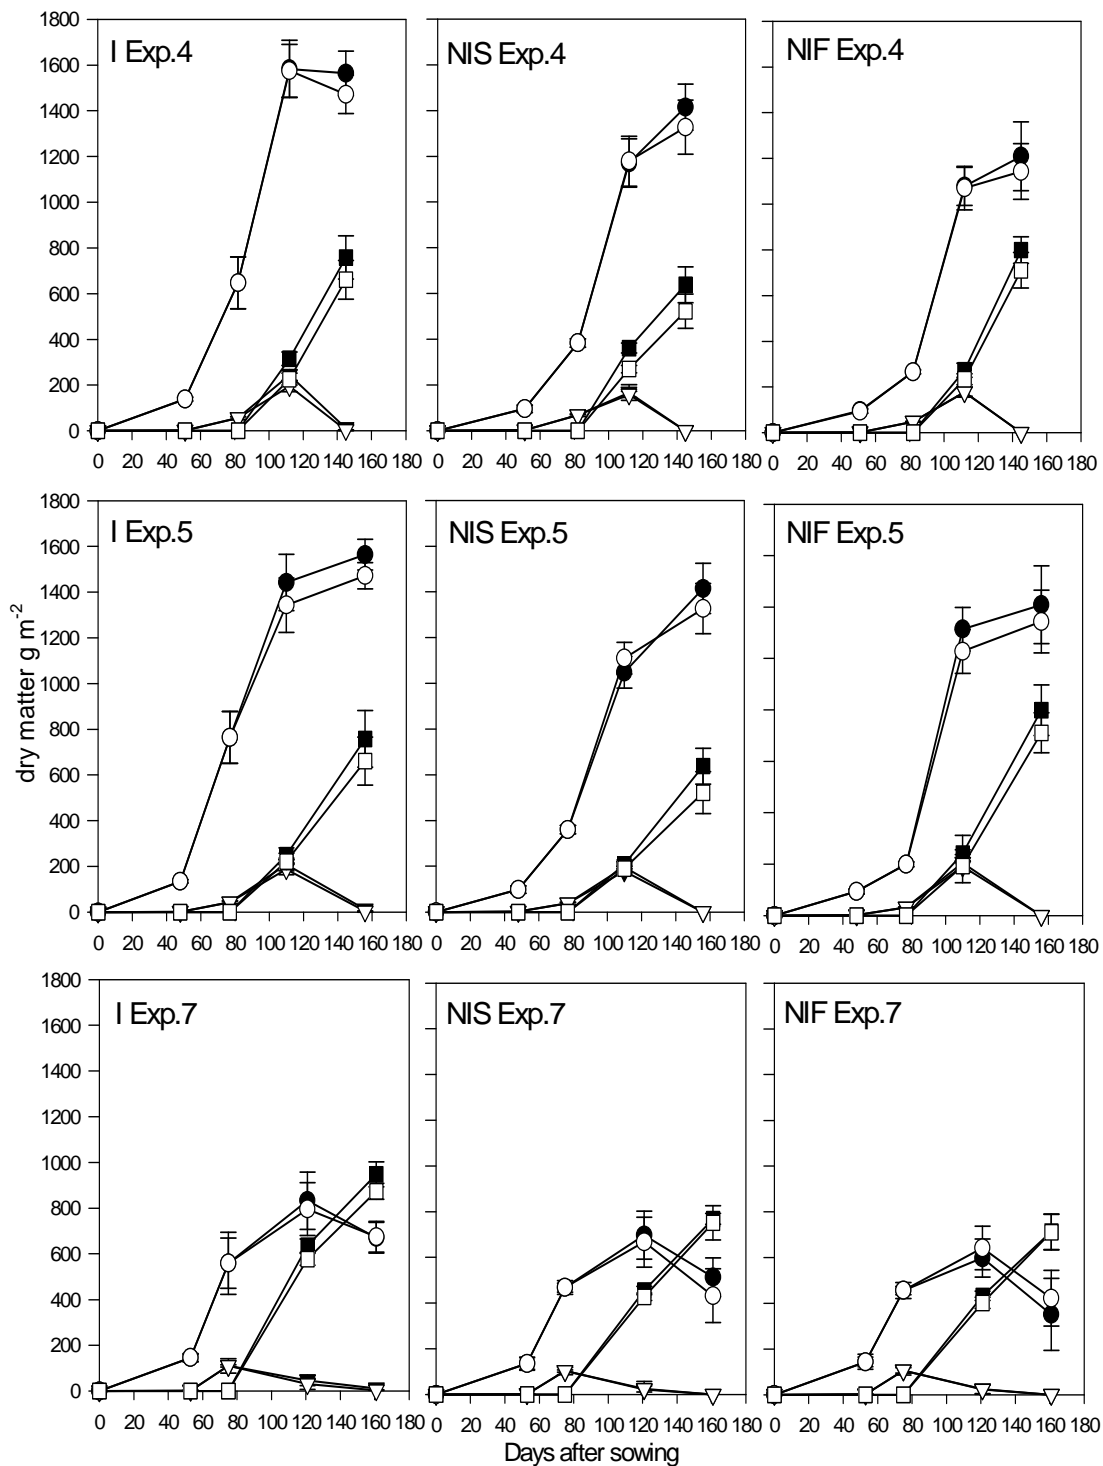 I Exp.4
NIS Exp.4
NIF Exp.4
1800
1600
1400
1200
1000
800
600
400
200
0
0 20 40 60 80 100 120 140 160 180
0 20 40 60 80 100 120 140 160 180
0 20 40 60 80 100 120 140 160 180
I Exp.5
NIS Exp.5
NIF Exp.5
dry matter g m⁻²
1800
1600
1400
1200
1000
800
600
400
200
0
0 20 40 60 80 100 120 140 160 180
0 20 40 60 80 100 120 140 160 180
0 20 40 60 80 100 120 140 160 180
I Exp.7
NIS Exp.7
NIF Exp.7
1800
1600
1400
1200
1000
800
600
400
200
0
0 20 40 60 80 100 120 140 160 180
0 20 40 60 80 100 120 140 160 180
0 20 40 60 80 100 120 140 160 180
Days after sowing